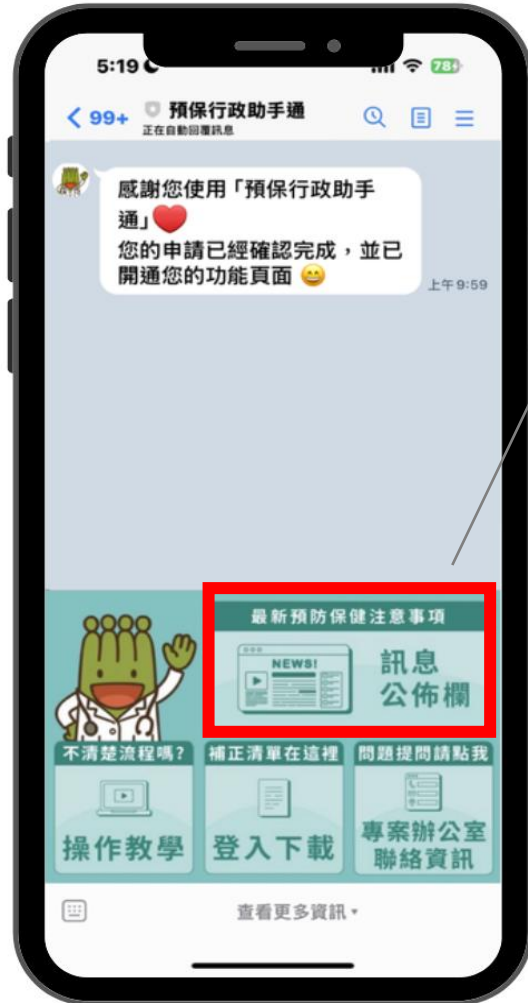 5:19
78
99+
預保行政助手通
正在自動回覆訊息
感謝您使用「預保行政助手
通」❤️
您的申請已經確認完成，並已
開通您的功能頁面 😄
上午 9:59
最新預防保健注意事項
NEWS!
訊息
公佈欄
不清楚流程嗎?
補正清單在這裡
問題提問請點我
操作教學
登入下載
專案辦公室
聯絡資訊
查看更多資訊